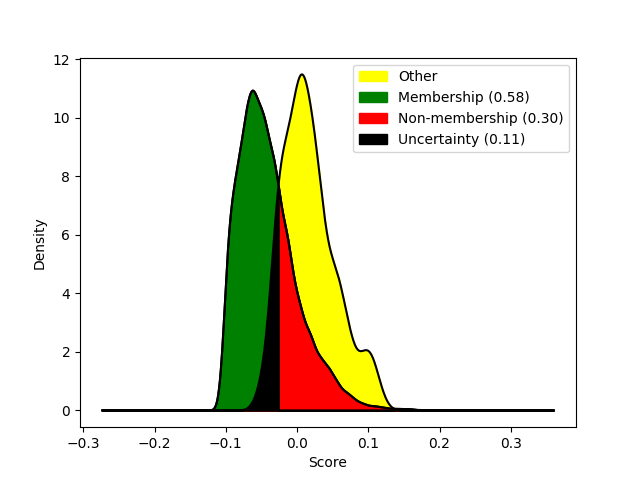 12
10
8
6
4
2
0
Density
Other
Membership (0.58)
Non-membership (0.30)
Uncertainty (0.11)
−0.3 −0.2 −0.1 0.0 0.1 0.2 0.3
Score